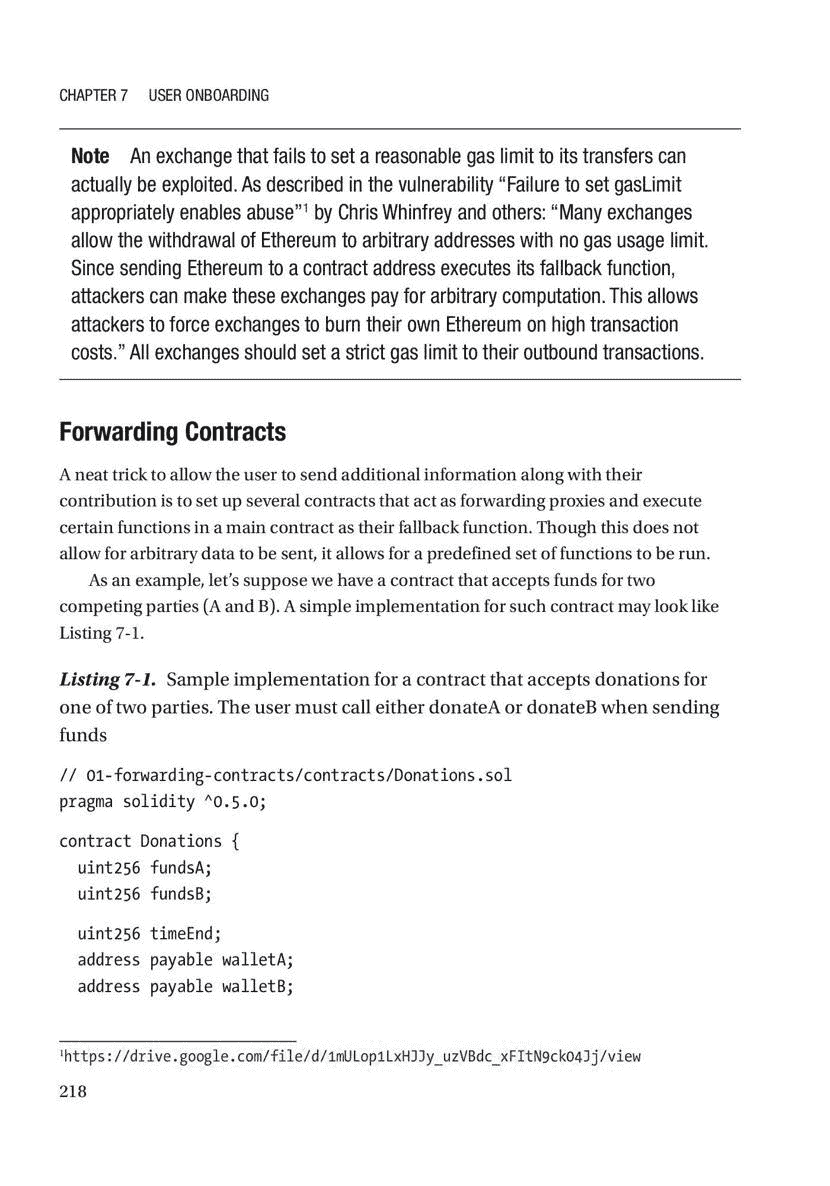 CHAPTER 7 USER ONBOARDING
Note An exchange that fails to set a reasonable gas limit to its transfers can
actually be exploited. As described in the vulnerability “Failure to set gasLimit
appropriately enables abuse”¹ by Chris Whinfrey and others: “Many exchanges
allow the withdrawal of Ethereum to arbitrary addresses with no gas usage limit.
Since sending Ethereum to a contract address executes its fallback function,
attackers can make these exchanges pay for arbitrary computation. This allows
attackers to force exchanges to burn their own Ethereum on high transaction
costs.” All exchanges should set a strict gas limit to their outbound transactions.
Forwarding Contracts
A neat trick to allow the user to send additional information along with their
contribution is to set up several contracts that act as forwarding proxies and execute
certain functions in a main contract as their fallback function. Though this does not
allow for arbitrary data to be sent, it allows for a predefined set of functions to be run.
As an example, let’s suppose we have a contract that accepts funds for two
competing parties (A and B). A simple implementation for such contract may look like
Listing 7-1.
Listing 7-1. Sample implementation for a contract that accepts donations for
one of two parties. The user must call either donateA or donateB when sending
funds
// 01-forwarding-contracts/contracts/Donations.sol
pragma solidity ^0.5.0;
contract Donations {
uint256 fundsA;
uint256 fundsB;
uint256 timeEnd;
address payable walletA;
address payable walletB;
¹https://drive.google.com/file/d/1mULop1LxHJJy_uzVBdc_xFItN9ck04Jj/view
218